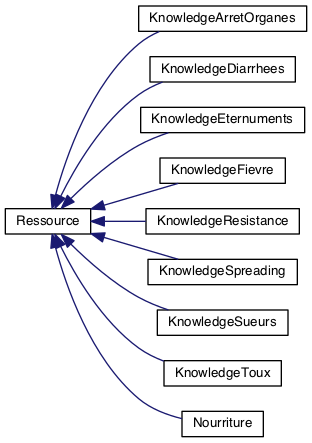 KnowledgeArretOrganes
KnowledgeDiarrhees
KnowledgeEternuments
KnowledgeFievre
Ressource
KnowledgeResistance
KnowledgeSpreading
KnowledgeSueurs
KnowledgeToux
Nourriture